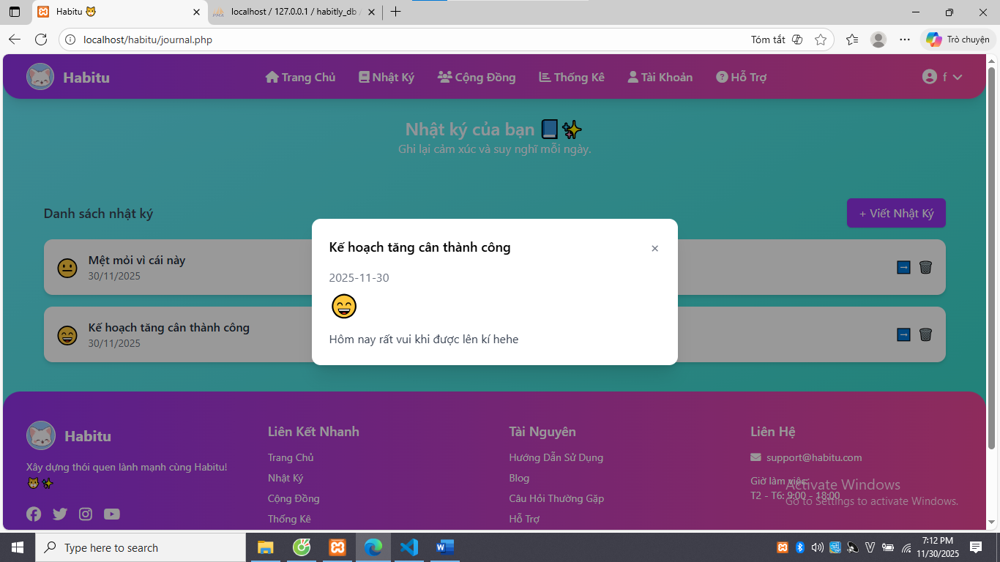 Habitu 🐯
localhost / 127.0.0.1 / habitly_db /
localhost/habitu/journal.php
Tóm tắt
Trò chuyện
Habitu
Trang Chủ
Nhật Ký
Cộng Đồng
Thống Kê
Tài Khoản
Hỗ Trợ
f
Nhật ký của bạn 📘✨
Ghi lại cảm xúc và suy nghĩ mỗi ngày.
Danh sách nhật ký
+ Viết Nhật Ký
Mệt mỏi vì cái này
30/11/2025
Kế hoạch tăng cân thành công
30/11/2025
Kế hoạch tăng cân thành công
×
2025-11-30
😄
Hôm nay rất vui khi được lên kí hehe
Habitu
Xây dựng thói quen lành mạnh cùng Habitu!
🐯✨
Liên Kết Nhanh
Trang Chủ
Nhật Ký
Cộng Đồng
Thống Kê
Tài Nguyên
Hướng Dẫn Sử Dụng
Blog
Câu Hỏi Thường Gặp
Hỗ Trợ
Liên Hệ
support@habitu.com
Giờ làm việc:
T2 - T6: 9:00 - 18:00
Activate Windows
Go to Settings to activate Windows.
Type here to search
7:12 PM
11/30/2025